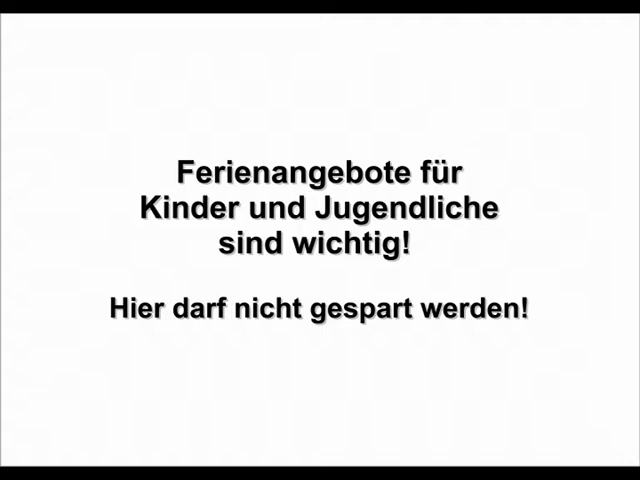 Ferienangebote für
Kinder und Jugendliche
sind wichtig!
Hier darf nicht gespart werden!